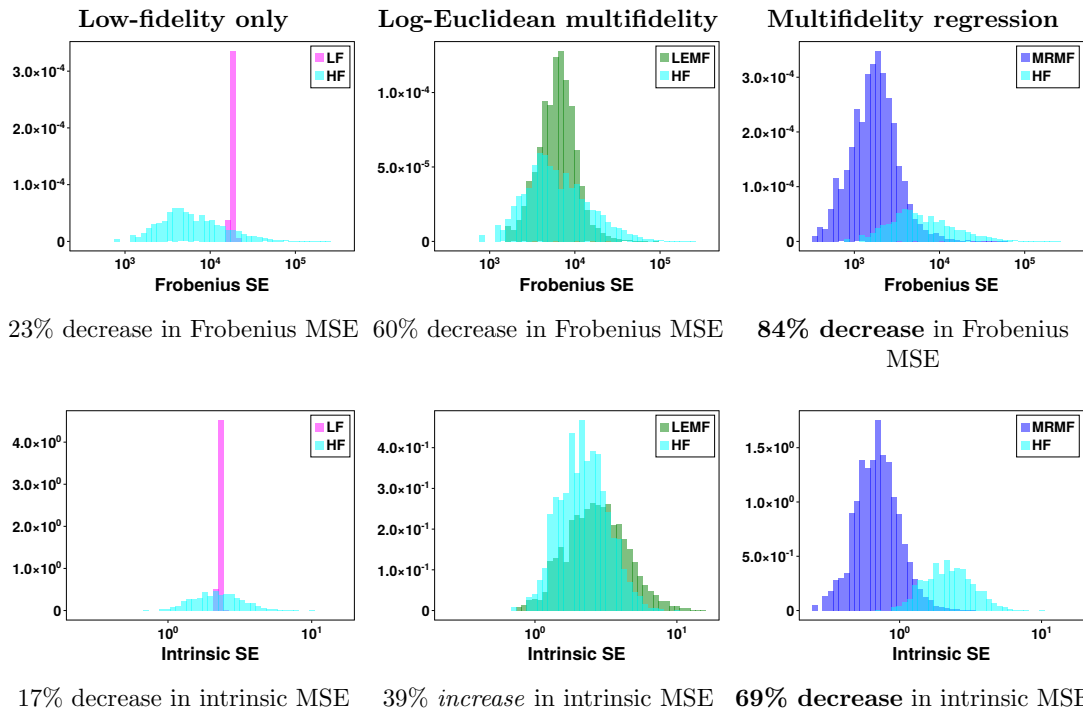 Low-fidelity only
Log-Euclidean multifidelity
Multifidelity regression
LF
HF
3.0×10⁻⁴
2.0×10⁻⁴
1.0×10⁻⁴
0
10³
10⁴
10⁵
Frobenius SE
LEMF
HF
1.0×10⁻⁴
5.0×10⁻⁵
0
10³
10⁴
10⁵
Frobenius SE
MRMF
HF
3.0×10⁻⁴
2.0×10⁻⁴
1.0×10⁻⁴
0
10³
10⁴
10⁵
Frobenius SE
23% decrease in Frobenius MSE
60% decrease in Frobenius MSE
84% decrease in Frobenius
MSE
LF
HF
4.0×10⁰
3.0×10⁰
2.0×10⁰
1.0×10⁰
0
10⁰
10¹
Intrinsic SE
LEMF
HF
4.0×10⁻¹
3.0×10⁻¹
2.0×10⁻¹
1.0×10⁻¹
0
10⁰
10¹
Intrinsic SE
MRMF
HF
1.5×10⁰
1.0×10⁰
5.0×10⁻¹
0
10⁰
10¹
Intrinsic SE
17% decrease in intrinsic MSE
39% increase in intrinsic MSE
69% decrease in intrinsic MSE